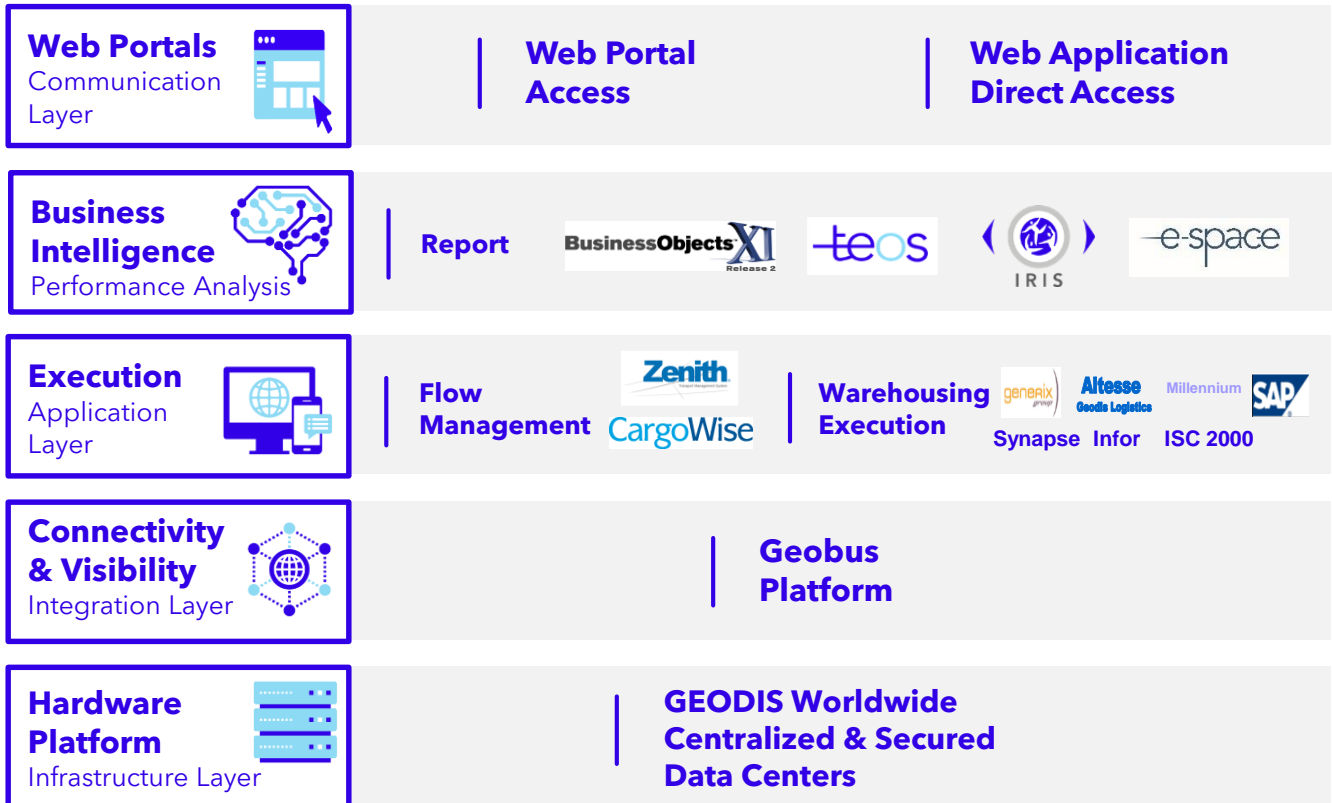 Web Portals
Communication
Layer
Web Portal
Access
Web Application
Direct Access
Business
Intelligence
Performance Analysis
Report
BusinessObjects XI
Release 2
teos
IRIS
e-space
Execution
Application
Layer
Flow
Management
Zenith
Transport Management System
CargoWise
Warehousing
Execution
generix
group
Altesse
Geodis Logistics
Millennium
SAP
Synapse Infor ISC 2000
Connectivity
& Visibility
Integration Layer
Geobus
Platform
Hardware
Platform
Infrastructure Layer
GEODIS Worldwide
Centralized & Secured
Data Centers